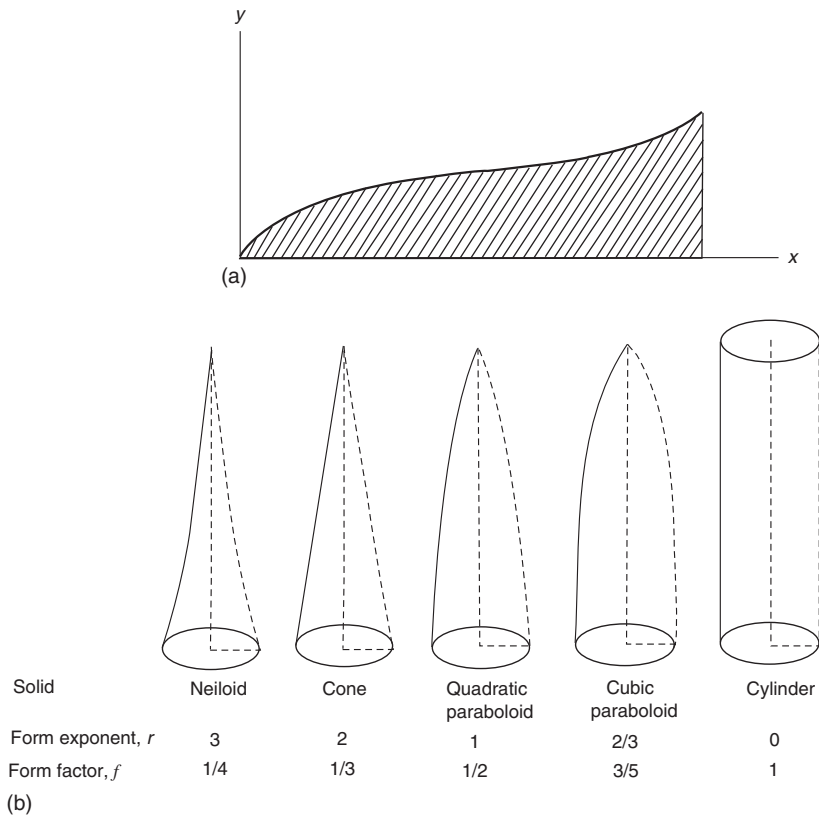 y
x
(a)
Solid Neiloid Cone Quadratic paraboloid Cubic paraboloid Cylinder
Form exponent, r 3 2 1 2/3 0
Form factor, f 1/4 1/3 1/2 3/5 1
(b)